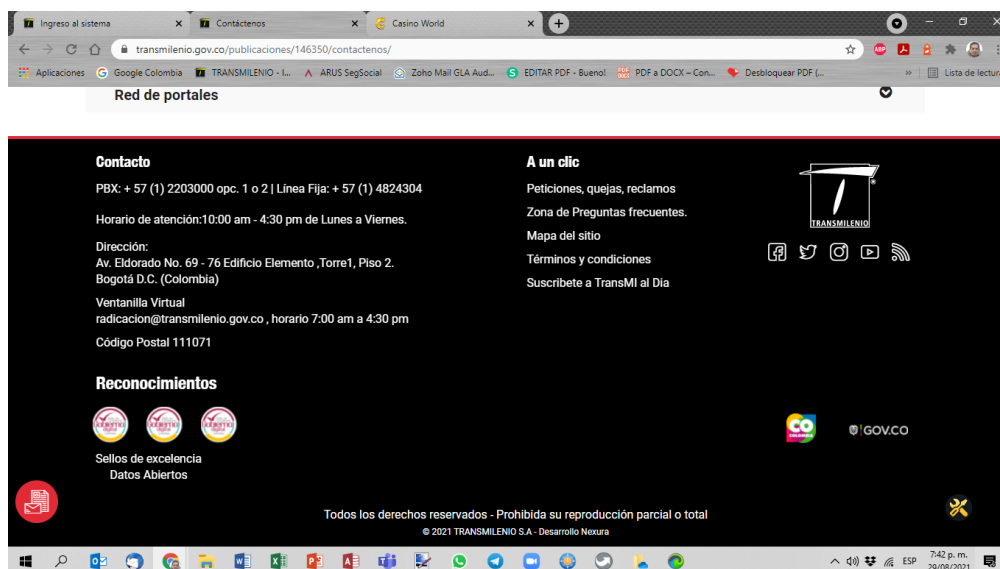 Ingreso al sistema
Contáctenos
Casino World
transmilenio.gov.co/publicaciones/146350/contactenos/
ABP
Aplicaciones
Google Colombia
TRANSMILENIO - I...
ARUS SegSocial
Zoho Mail GLA Aud...
EDITAR PDF - Bueno!
PDF a DOCX – Con...
Desbloquear PDF (...
»
Lista de lectura
Red de portales
Contacto
PBX: + 57 (1) 2203000 opc. 1 o 2 | Línea Fija: + 57 (1) 4824304
Horario de atención:10:00 am - 4:30 pm de Lunes a Viernes.
Dirección:
Av. Eldorado No. 69 - 76 Edificio Elemento ,Torre1, Piso 2.
Bogotá D.C. (Colombia)
Ventanilla Virtual
radicacion@transmilenio.gov.co , horario 7:00 am a 4:30 pm
Código Postal 111071
A un clic
Peticiones, quejas, reclamos
Zona de Preguntas frecuentes.
Mapa del sitio
Términos y condiciones
Suscribete a TransMI al Dia
TRANSMILENIO
Reconocimientos
Sellos de excelencia
Datos Abiertos
CO
COLOMBIA
GOV.CO
Todos los derechos reservados - Prohibida su reproducción parcial o total
© 2021 TRANSMILENIO S.A - Desarrollo Nexura
ESP
7:42 p. m.
29/08/2021